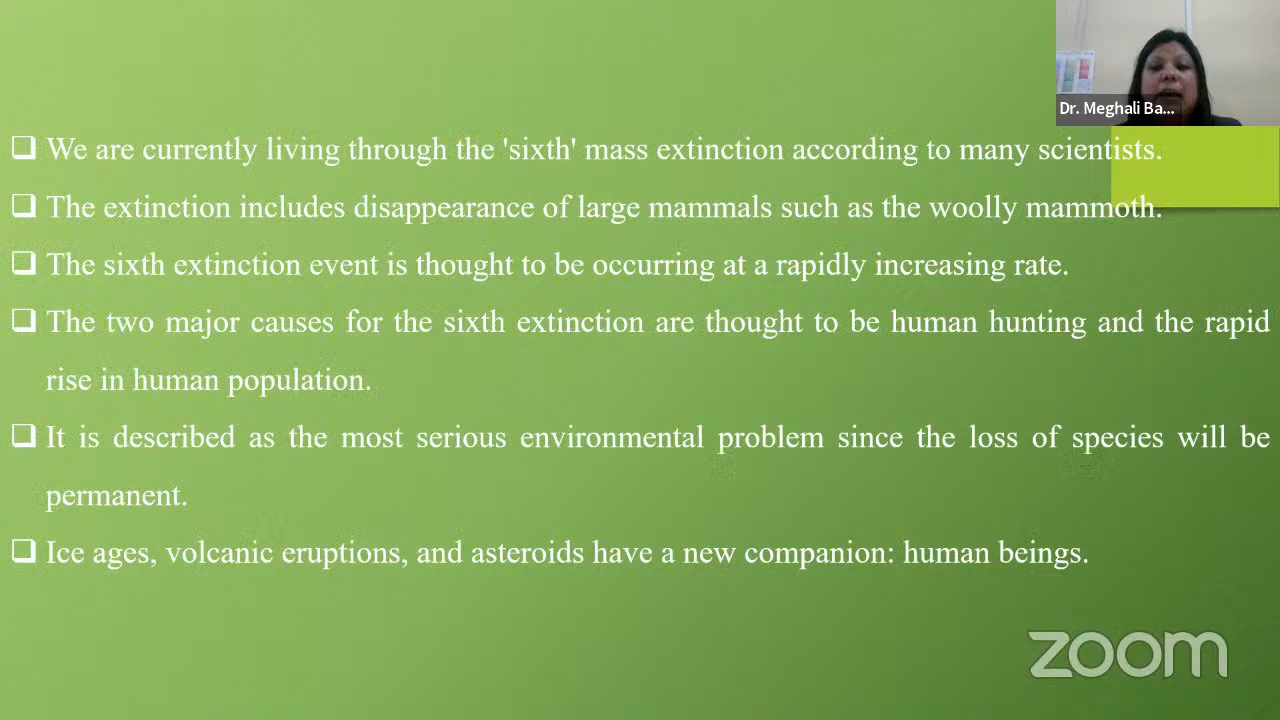 Dr. Meghali Ba...
❑ We are currently living through the 'sixth' mass extinction according to many scientists.
❑ The extinction includes disappearance of large mammals such as the woolly mammoth.
❑ The sixth extinction event is thought to be occurring at a rapidly increasing rate.
❑ The two major causes for the sixth extinction are thought to be human hunting and the rapid
rise in human population.
❑ It is described as the most serious environmental problem since the loss of species will be
permanent.
❑ Ice ages, volcanic eruptions, and asteroids have a new companion: human beings.
zoom